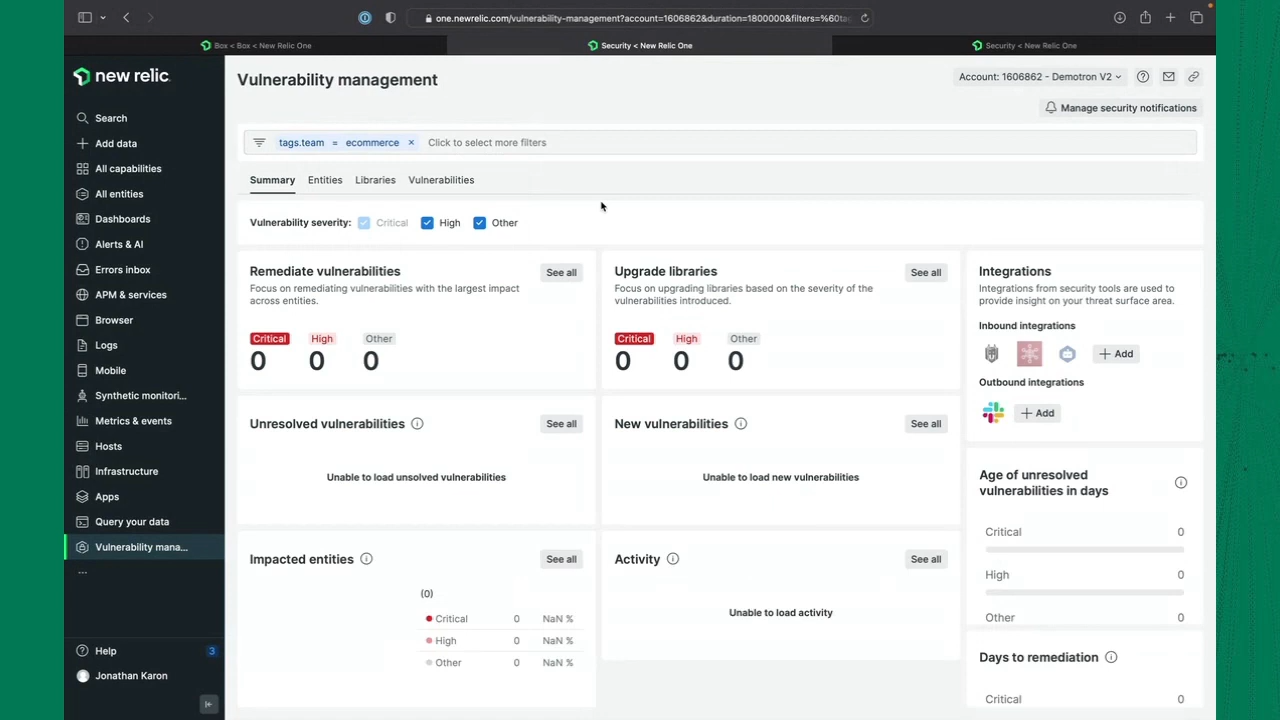 one.newrelic.com/vulnerability-management?account=1606862&duration=1800000&filters=%60ta
Box < Box < New Relic One
Security < New Relic One
Security < New Relic One
new relic
Search
Add data
All capabilities
All entities
Dashboards
Alerts & AI
Errors inbox
APM & services
Browser
Logs
Mobile
Synthetic monitori...
Metrics & events
Hosts
Infrastructure
Apps
Query your data
Vulnerability mana...
...
Help 3
Jonathan Karon
Vulnerability management
Account: 1606862 - Demotron V2
Manage security notifications
tags.team = ecommerce × Click to select more filters
Summary Entities Libraries Vulnerabilities
Vulnerability severity: Critical High Other
Remediate vulnerabilities
See all
Focus on remediating vulnerabilities with the largest impact
across entities.
Critical High Other
0 0 0
Upgrade libraries
See all
Focus on upgrading libraries based on the severity of the
vulnerabilities introduced.
Critical High Other
0 0 0
Integrations
Integrations from security tools are used to
provide insight on your threat surface area.
Inbound integrations
+ Add
Outbound integrations
+ Add
Unresolved vulnerabilities
See all
Unable to load unsolved vulnerabilities
New vulnerabilities
See all
Unable to load new vulnerabilities
Age of unresolved
vulnerabilities in days
Critical 0
High 0
Other 0
Impacted entities
See all
(0)
Critical 0 NaN %
High 0 NaN %
Other 0 NaN %
Activity
See all
Unable to load activity
Days to remediation
Critical 0